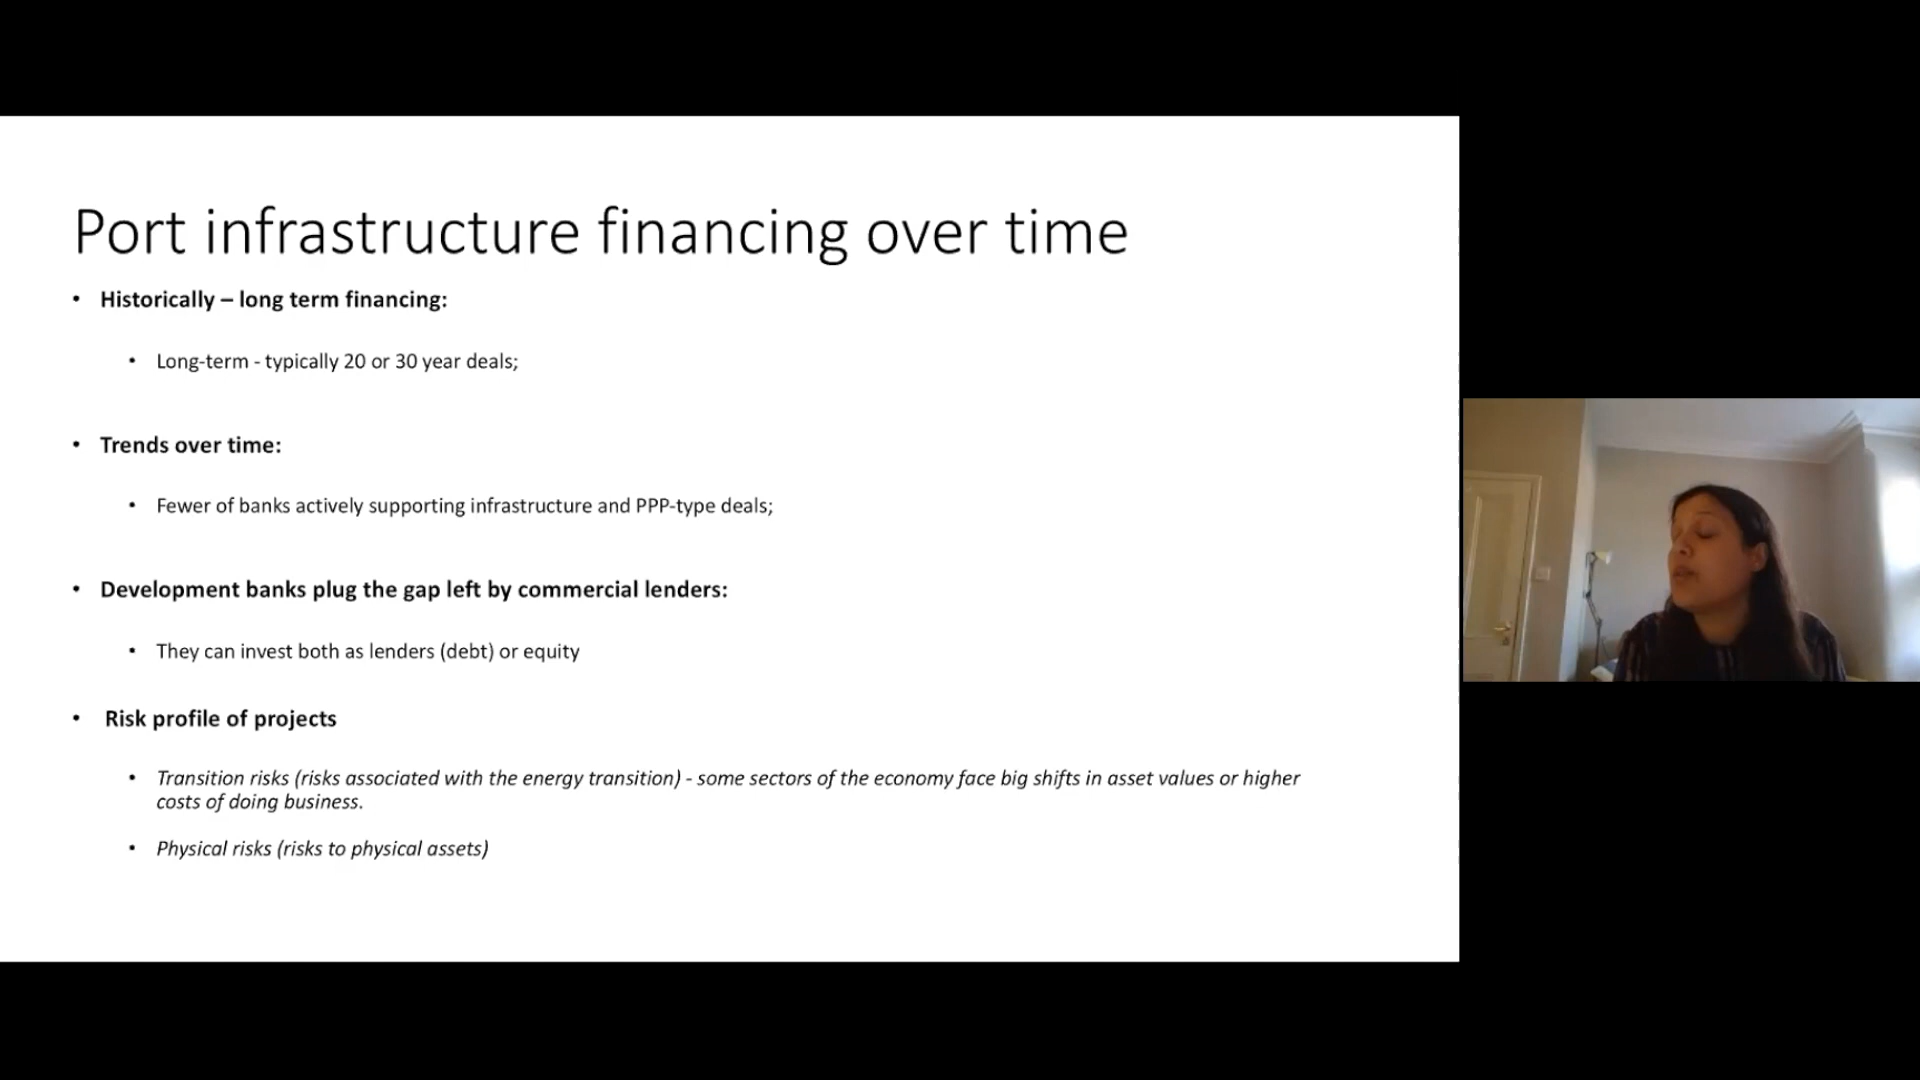 Port infrastructure financing over time
• Historically – long term financing:
• Long-term - typically 20 or 30 year deals;
• Trends over time:
• Fewer of banks actively supporting infrastructure and PPP-type deals;
• Development banks plug the gap left by commercial lenders:
• They can invest both as lenders (debt) or equity
• Risk profile of projects
• Transition risks (risks associated with the energy transition) - some sectors of the economy face big shifts in asset values or higher
costs of doing business.
• Physical risks (risks to physical assets)